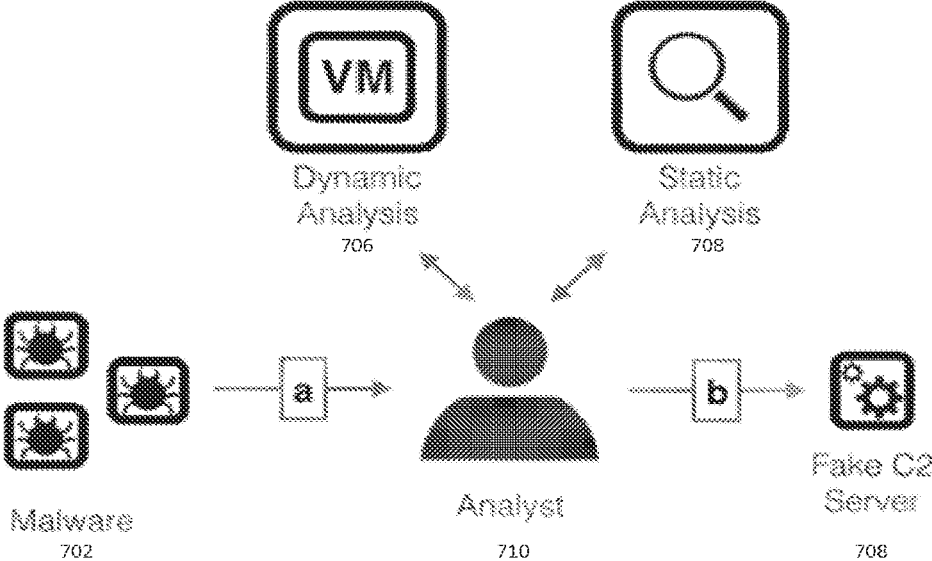 VM
Dynamic
Analysis
706
Static
Analysis
708
a
b
Malware
702
Analyst
710
Fake C2
Server
708